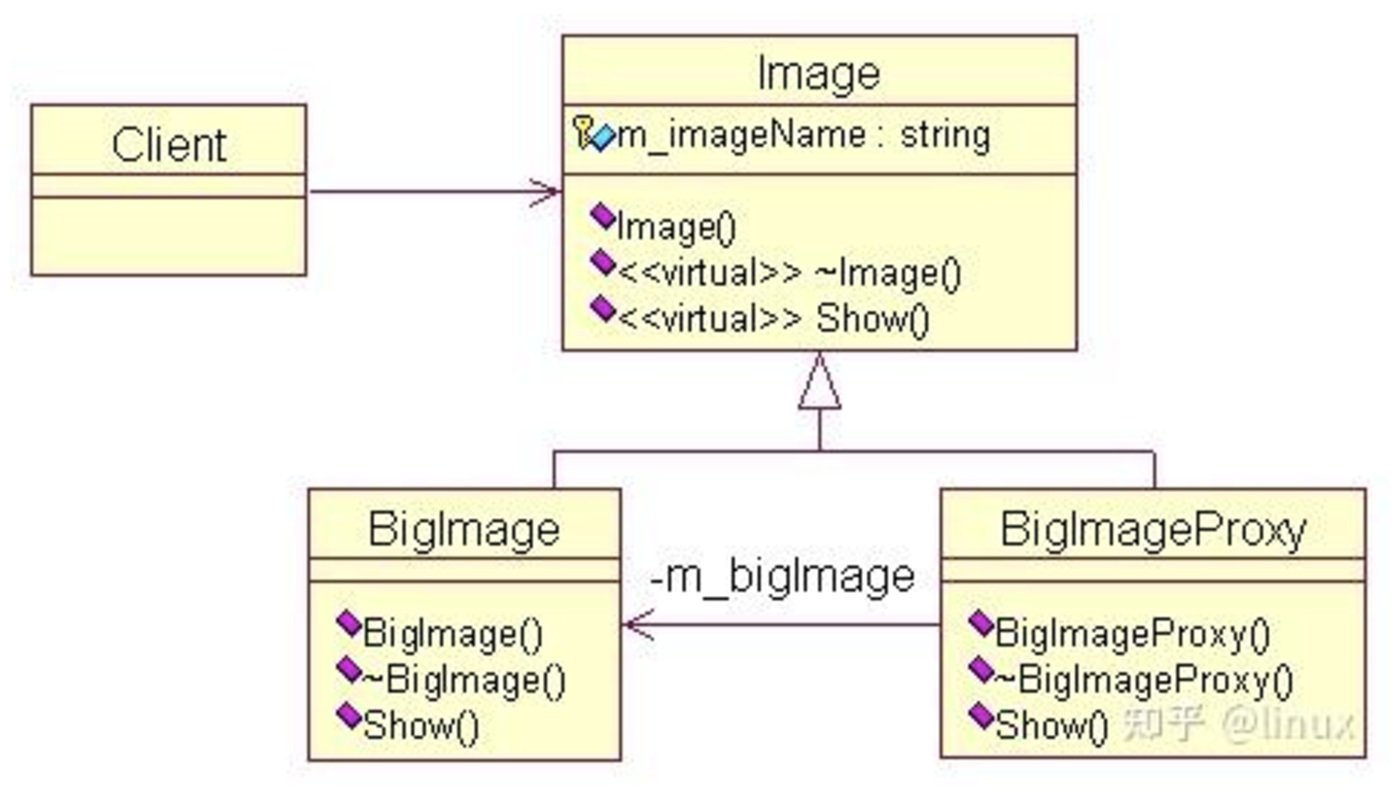 Client
Image
m_imageName : string
Image()
<<virtual>> ~Image()
<<virtual>> Show()
BigImage
BigImage()
~BigImage()
Show()
-m_bigImage
BigImageProxy
BigImageProxy()
~BigImageProxy()
Show()
知乎 @linux